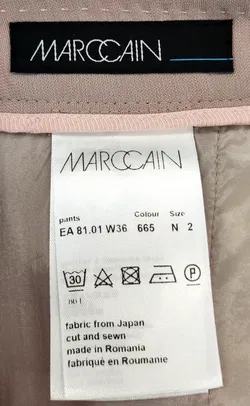 MARCCAIN
MARCCAIN
pants Colour Size
EA 81.01 W36 665 N 2
30 P
fabric from Japan
cut and sewn
made in Romania
fabriqué en Roumanie